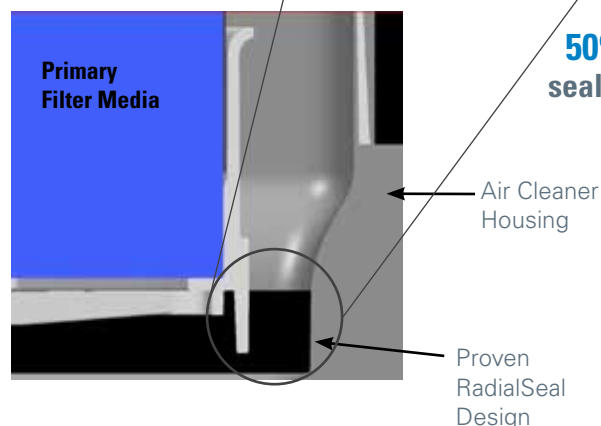 Primary
Filter Media
seal
Air Cleaner
Housing
Proven
RadialSeal
Design